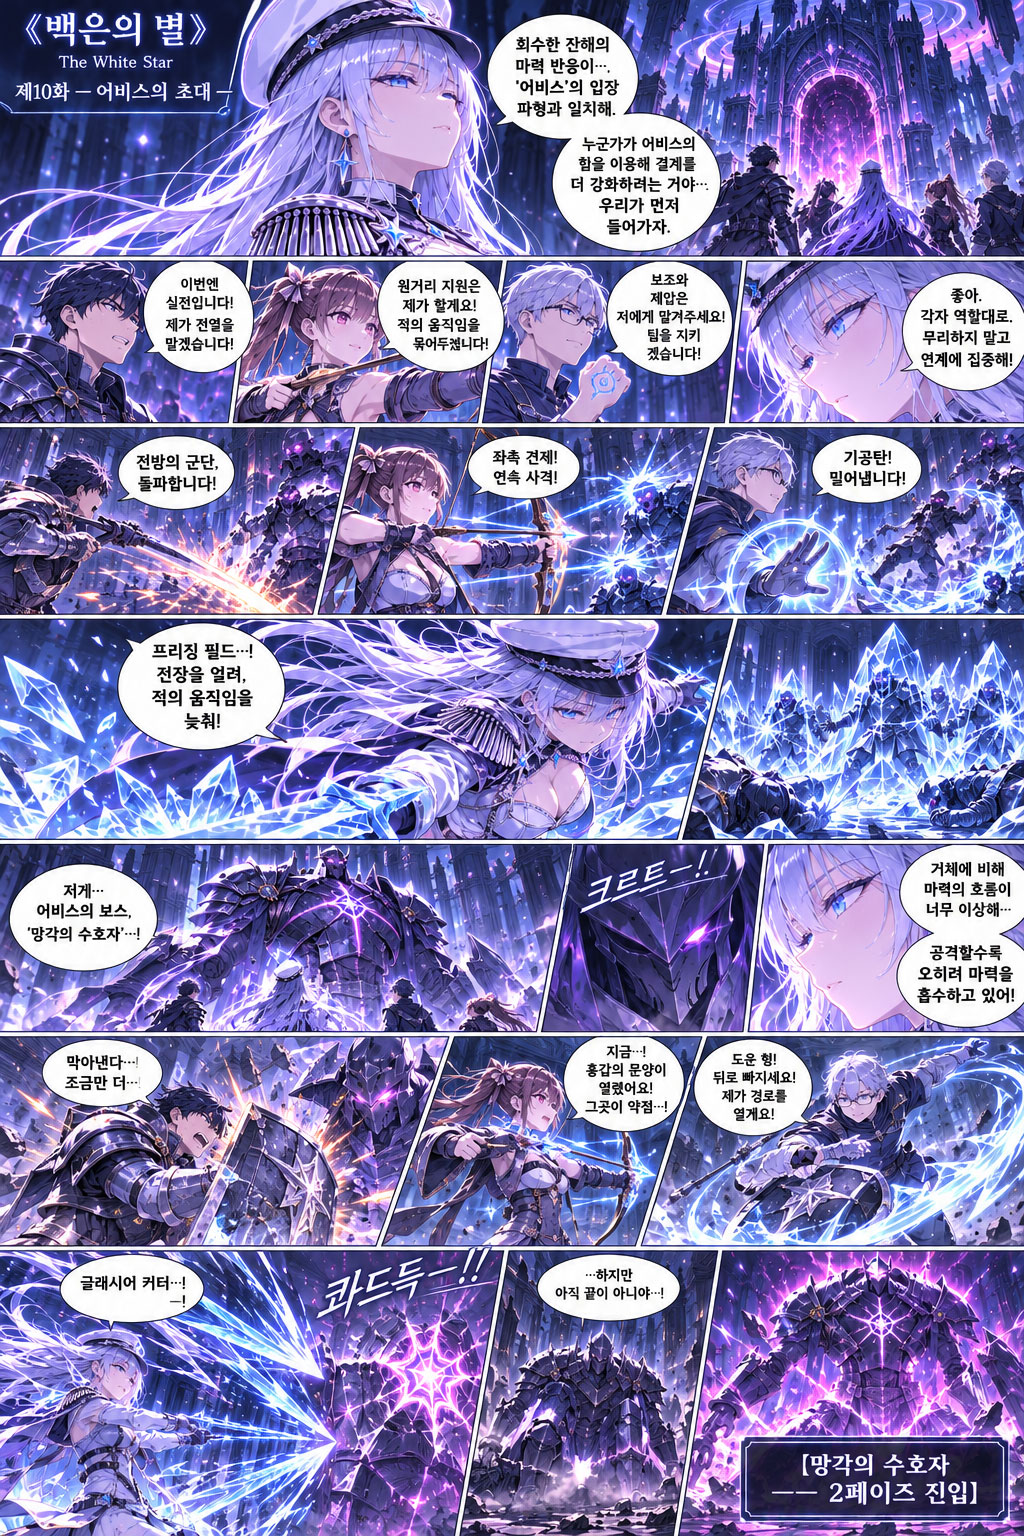 《백은의 별》
The White Star
제10화 — 어비스의 초대 —
회수한 잔해의
마력 반응이…,
'어비스'의 입장
파형과 일치해.
누군가가 어비스의
힘을 이용해 결계를
더 강화하려는 거야…
우리가 먼저
들어가자.
이번엔
실전입니다!
제가 전열을
맡겠습니다!
원거리 지원은
제가 할게요!
적의 움직임을
묶어두겠습니다!
보조와
제압은
저에게 맡겨주세요!
팀을 지키
겠습니다!
좋아.
각자 역할대로.
무리하지 말고
연계에 집중해!
전방의 군단,
돌파합니다!
좌측 견제!
연속 사격!
기공탄!
밀어냅니다!
프리징 필드…!
전장을 얼려,
적의 움직임을
늦춰!
저게…
어비스의 보스,
'망각의 수호자'…!
크르트—!!
거체에 비해
마력의 흐름이
너무 이상해…
공격할수록
오히려 마력을
흡수하고 있어!
막아낸다…!
조금만 더…!
지금…!
흉갑의 문양이
열렸어요!
그곳이 약점…!
도운 형!
뒤로 빠지세요!
제가 경로를
열게요!
글래시어 커터…!
—!
콰드득—!!
…하지만
아직 끝이 아니야…!
【망각의 수호자
—— 2페이즈 진입】